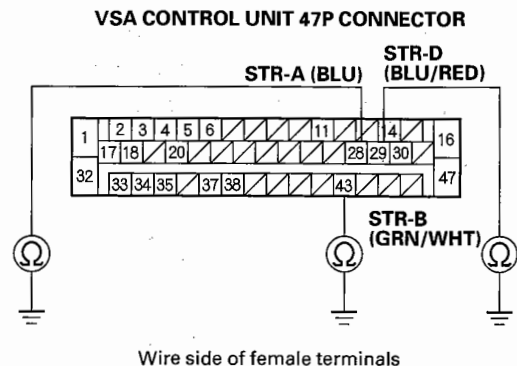 VSA CONTROL UNIT 47P CONNECTOR
STR-A (BLU)
STR-D
(BLU/RED)
1 2 3 4 5 6 11 14 16
17 18 20 28 29 30
32 33 34 35 37 38 43 47
STR-B
(GRN/WHT)
Ω Ω Ω
Wire side of female terminals